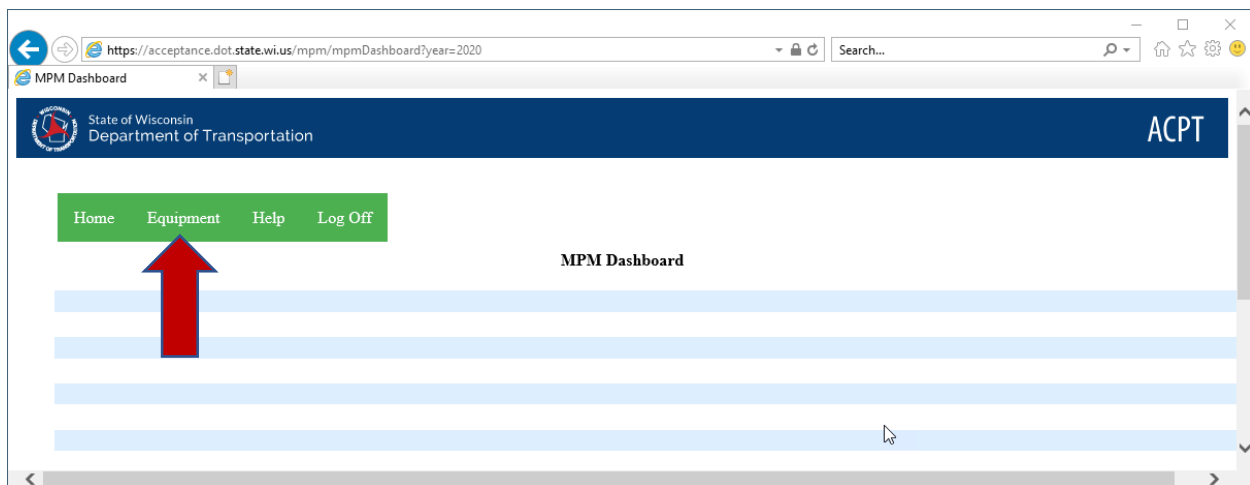 https://acceptance.dot.state.wi.us/mpm/mpmDashboard?year=2020 Search...
MPM Dashboard
State of Wisconsin
Department of Transportation
ACPT
Home Equipment Help Log Off
MPM Dashboard